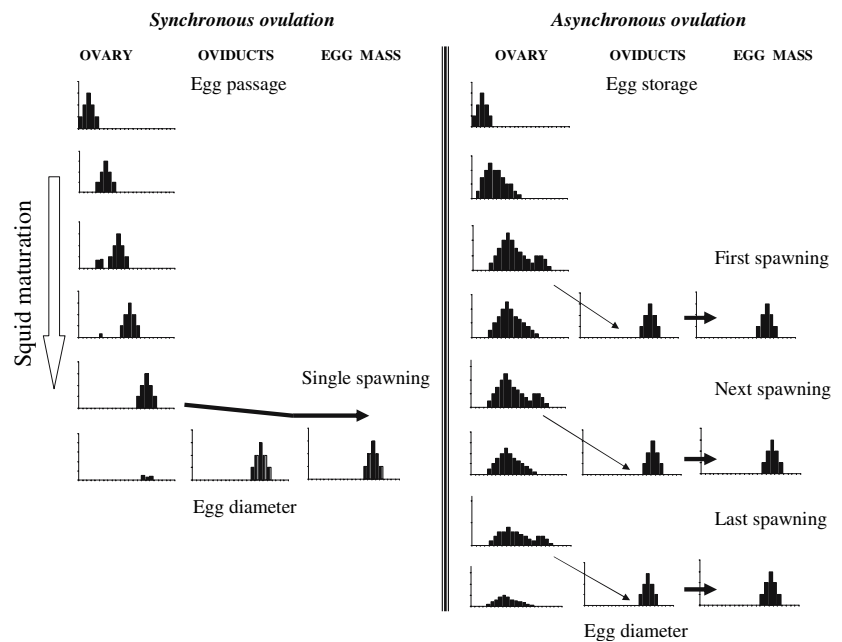 Synchronous ovulation
OVARY OVIDUCTS EGG MASS
Egg passage
Squid maturation
Single spawning
Egg diameter
Asynchronous ovulation
OVARY OVIDUCTS EGG MASS
Egg storage
First spawning
Next spawning
Last spawning
Egg diameter